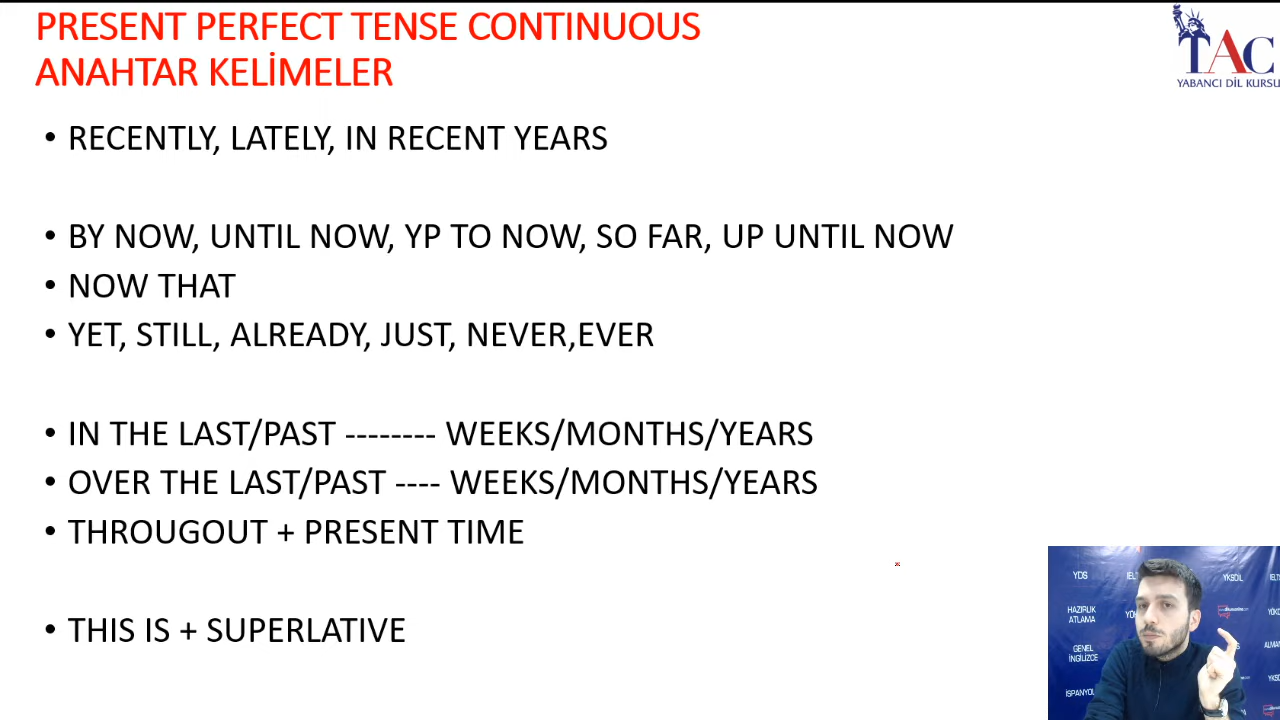 PRESENT PERFECT TENSE CONTINUOUS
ANAHTAR KELİMELER
TAC
YABANCI DİL KURSU
• RECENTLY, LATELY, IN RECENT YEARS
• BY NOW, UNTIL NOW, YP TO NOW, SO FAR, UP UNTIL NOW
• NOW THAT
• YET, STILL, ALREADY, JUST, NEVER,EVER
• IN THE LAST/PAST -------- WEEKS/MONTHS/YEARS
• OVER THE LAST/PAST ---- WEEKS/MONTHS/YEARS
• THROUGOUT + PRESENT TIME
• THIS IS + SUPERLATIVE
YDS
YKSDİL
HAZIRLIK
ATLAMA
GENEL
İNGİLİZCE
İSPANYOL